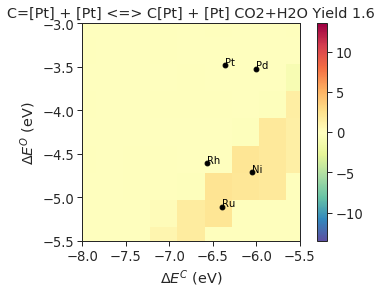 C=[Pt] + [Pt] <=> C[Pt] + [Pt] CO2+H2O Yield 1.6
−3.0
−3.5
−4.0
−4.5
−5.0
−5.5
ΔE^O (eV)
Pt
Pd
Rh
Ni
Ru
−8.0 −7.5 −7.0 −6.5 −6.0 −5.5
ΔE^C (eV)
10
5
0
−5
−10